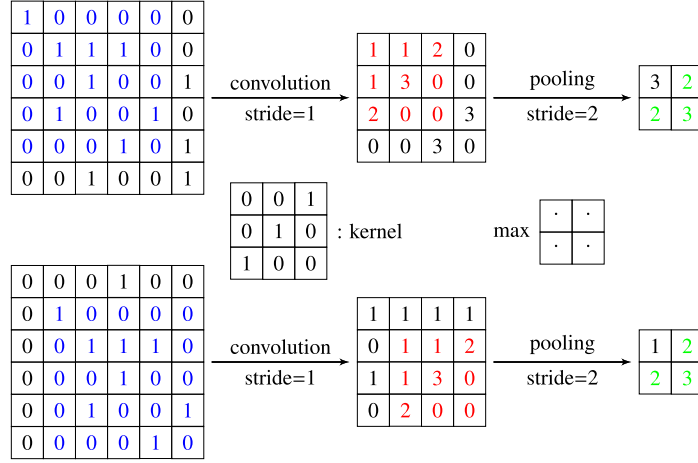 1 0 0 0 0 0
0 1 1 1 0 0
0 0 1 0 0 1
0 1 0 0 1 0
0 0 0 1 0 1
0 0 1 0 0 1
convolution
stride=1
1 1 2 0
1 3 0 0
2 0 0 3
0 0 3 0
pooling
stride=2
3 2
2 3
0 0 1
0 1 0
1 0 0
: kernel
max
· ·
· ·
0 0 0 1 0 0
0 1 0 0 0 0
0 0 1 1 1 0
0 0 0 1 0 0
0 0 1 0 0 1
0 0 0 0 1 0
convolution
stride=1
1 1 1 1
0 1 1 2
1 1 3 0
0 2 0 0
pooling
stride=2
1 2
2 3